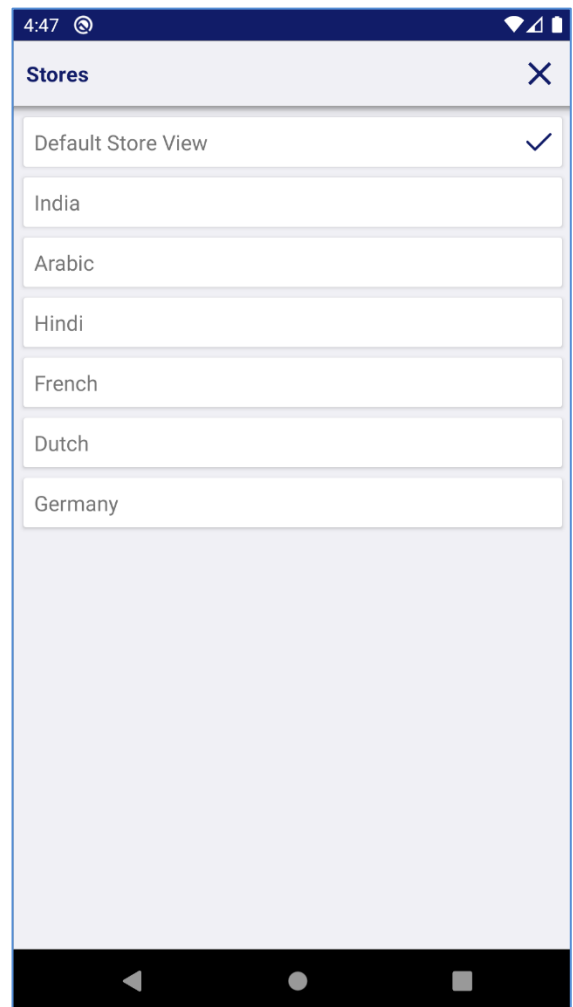 4:47
Stores
Default Store View
India
Arabic
Hindi
French
Dutch
Germany